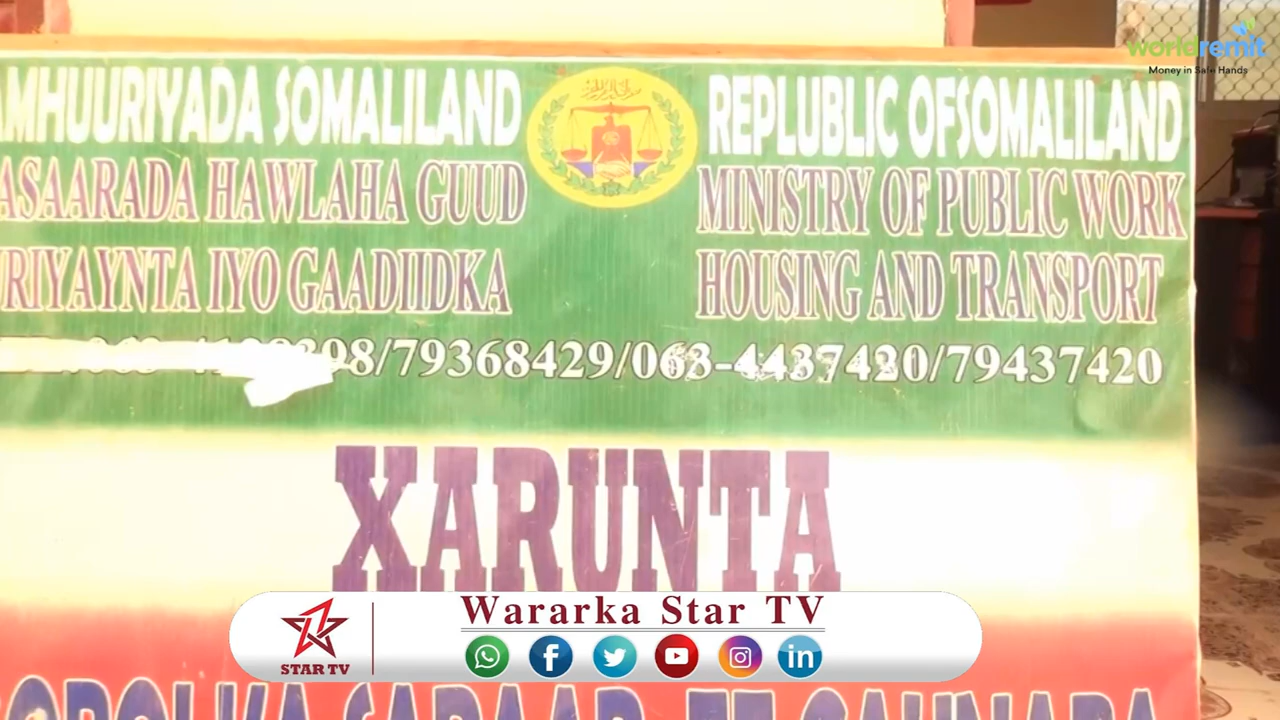 worldremit
Money in Safe Hands
AMHUURIYADA SOMALILAND
REPLUBLIC OFSOMALILAND
ASAARADA HAWLAHA GUUD
MINISTRY OF PUBLIC WORK
RIYAYNTA IYO GAADIIDKA
HOUSING AND TRANSPORT
398/79368429/063-4437420/79437420
XARUNTA
Wararka Star TV
STAR TV